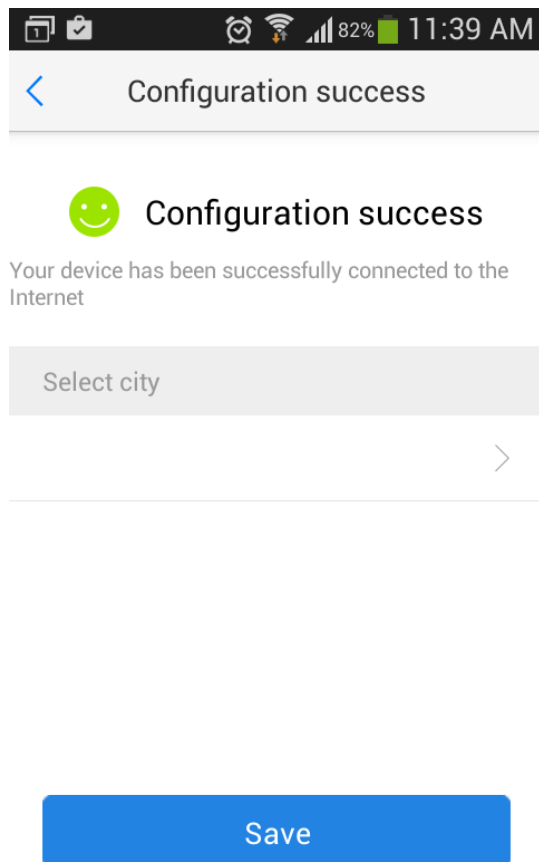 1 82% 11:39 AM
Configuration success
Configuration success
Your device has been successfully connected to the
Internet
Select city
Save